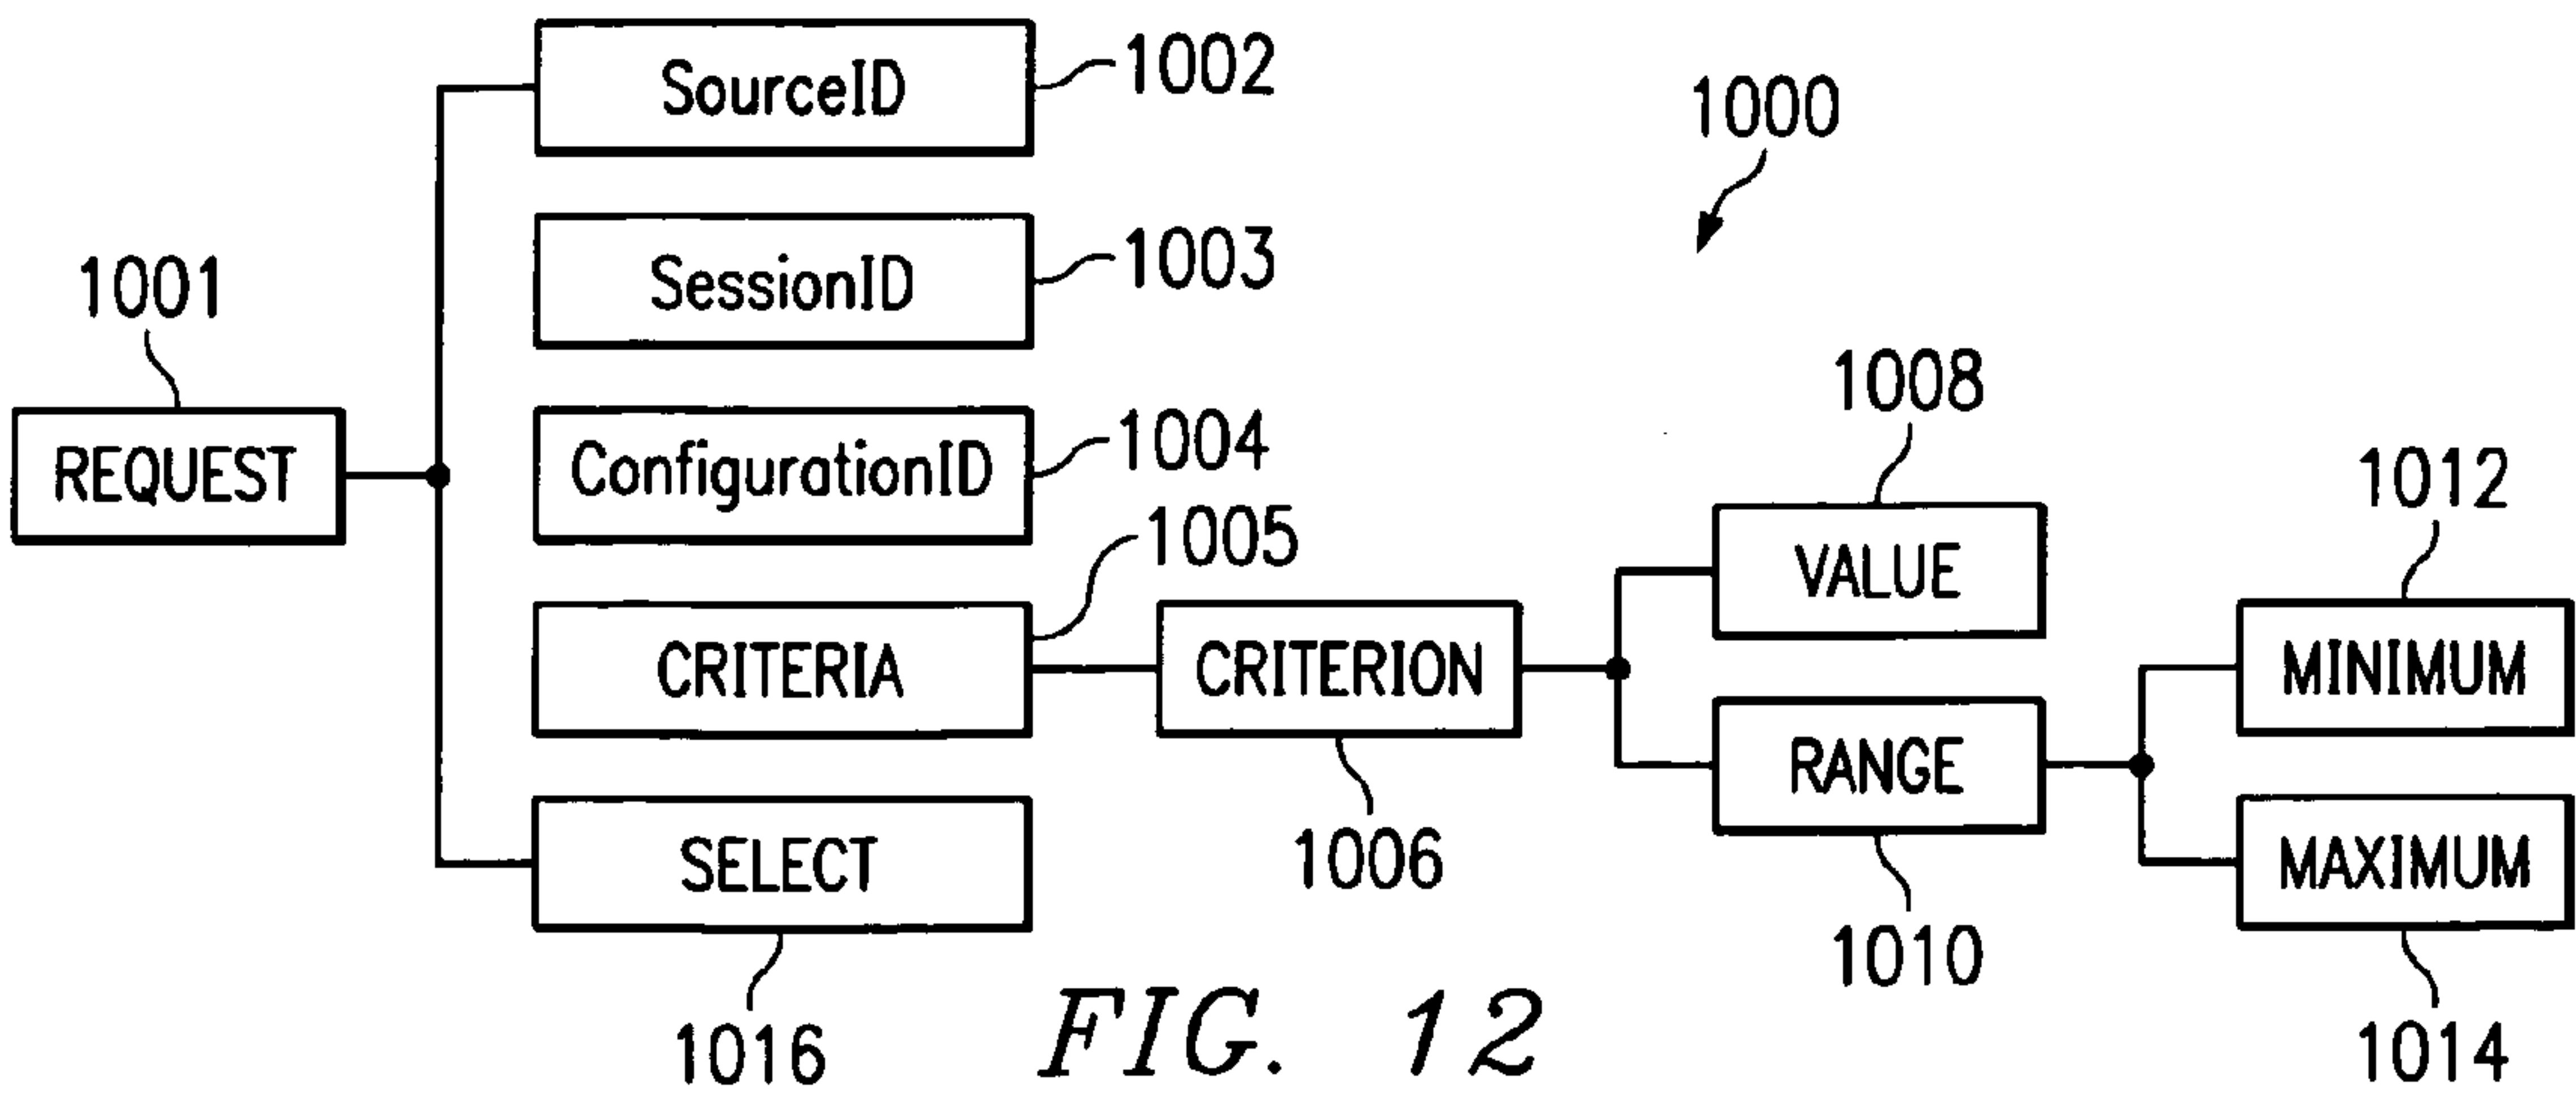 SourceID
1002
1000
SessionID
1003
1001
REQUEST
ConfigurationID
1004
1005
1008
VALUE
1012
CRITERIA
CRITERION
MINIMUM
RANGE
SELECT
1006
MAXIMUM
1010
1016
FIG. 12
1014